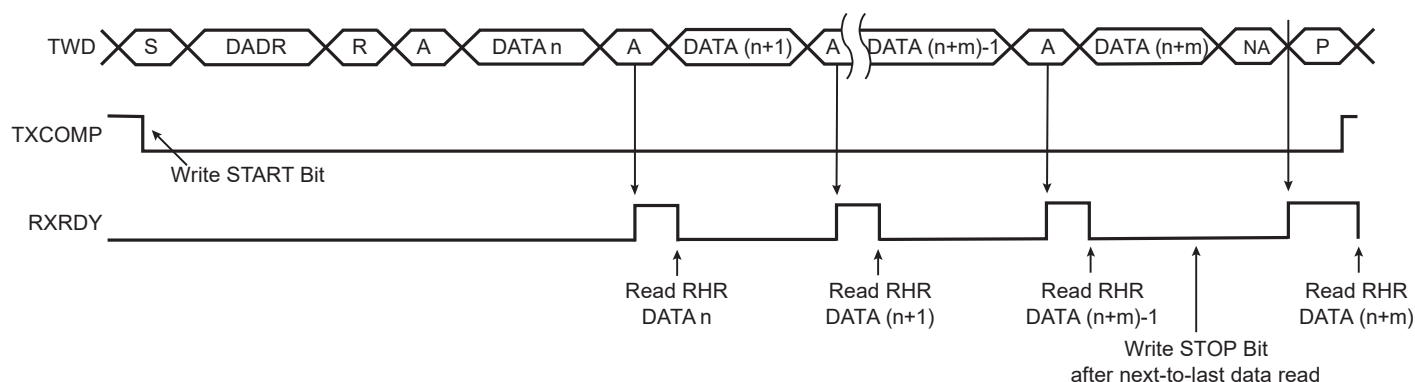 TWD S DADR R A DATA n A DATA (n+1) A DATA (n+m)-1 A DATA (n+m) NA P
TXCOMP
Write START Bit
RXRDY
Read RHR
DATA n
Read RHR
DATA (n+1)
Read RHR
DATA (n+m)-1
Read RHR
DATA (n+m)
Write STOP Bit
after next-to-last data read